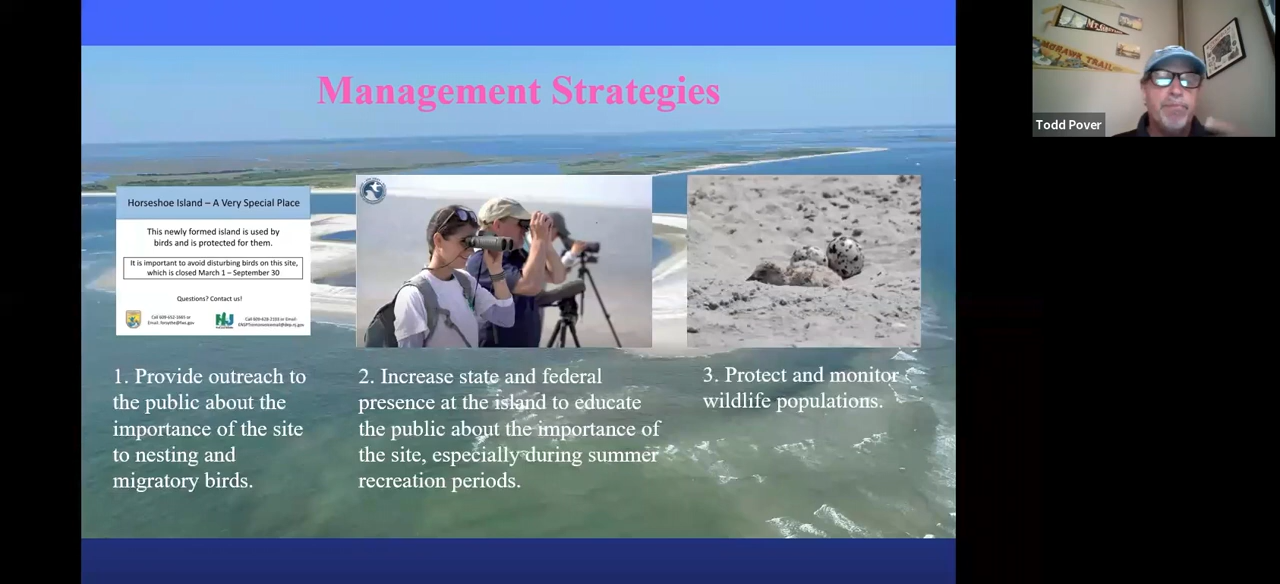 Management Strategies
Horseshoe Island – A Very Special Place
This newly formed island is used by
birds and is protected for them.
It is important to avoid disturbing birds on this site,
which is closed March 1 – September 30
Questions? Contact us!
1. Provide outreach to
the public about the
importance of the site
to nesting and
migratory birds.
2. Increase state and federal
presence at the island to educate
the public about the importance of
the site, especially during summer
recreation periods.
3. Protect and monitor
wildlife populations.
MOHAWK TRAIL
Todd Pover